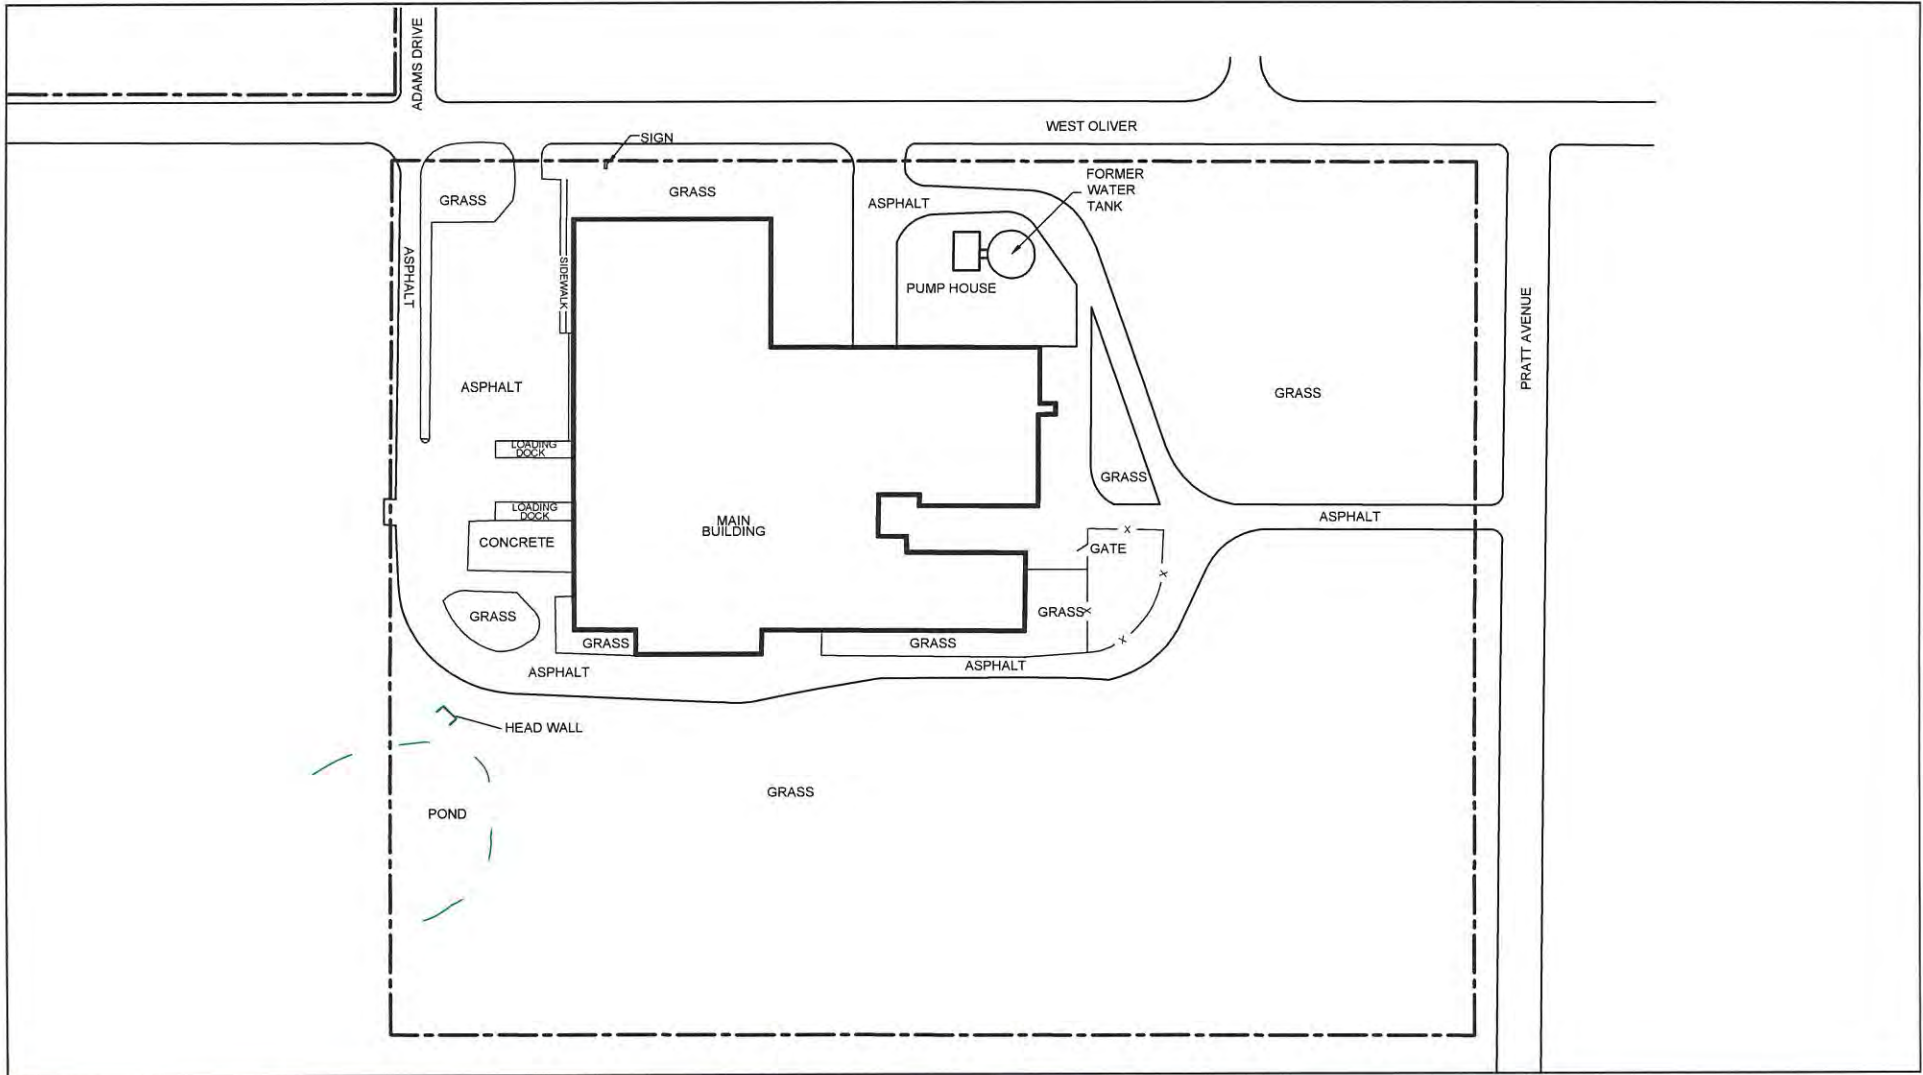 ADAMS DRIVE
WEST OLIVER
SIGN
FORMER
WATER
TANK
GRASS
GRASS
ASPHALT
ASPHALT
SIDEWALK
PUMP HOUSE
PRATT AVENUE
ASPHALT
GRASS
LOADING
DOCK
GRASS
LOADING
DOCK
MAIN
BUILDING
ASPHALT
CONCRETE
X
GATE
X
GRASS
GRASS
X
GRASS
GRASS
X
ASPHALT
ASPHALT
HEAD WALL
GRASS
POND